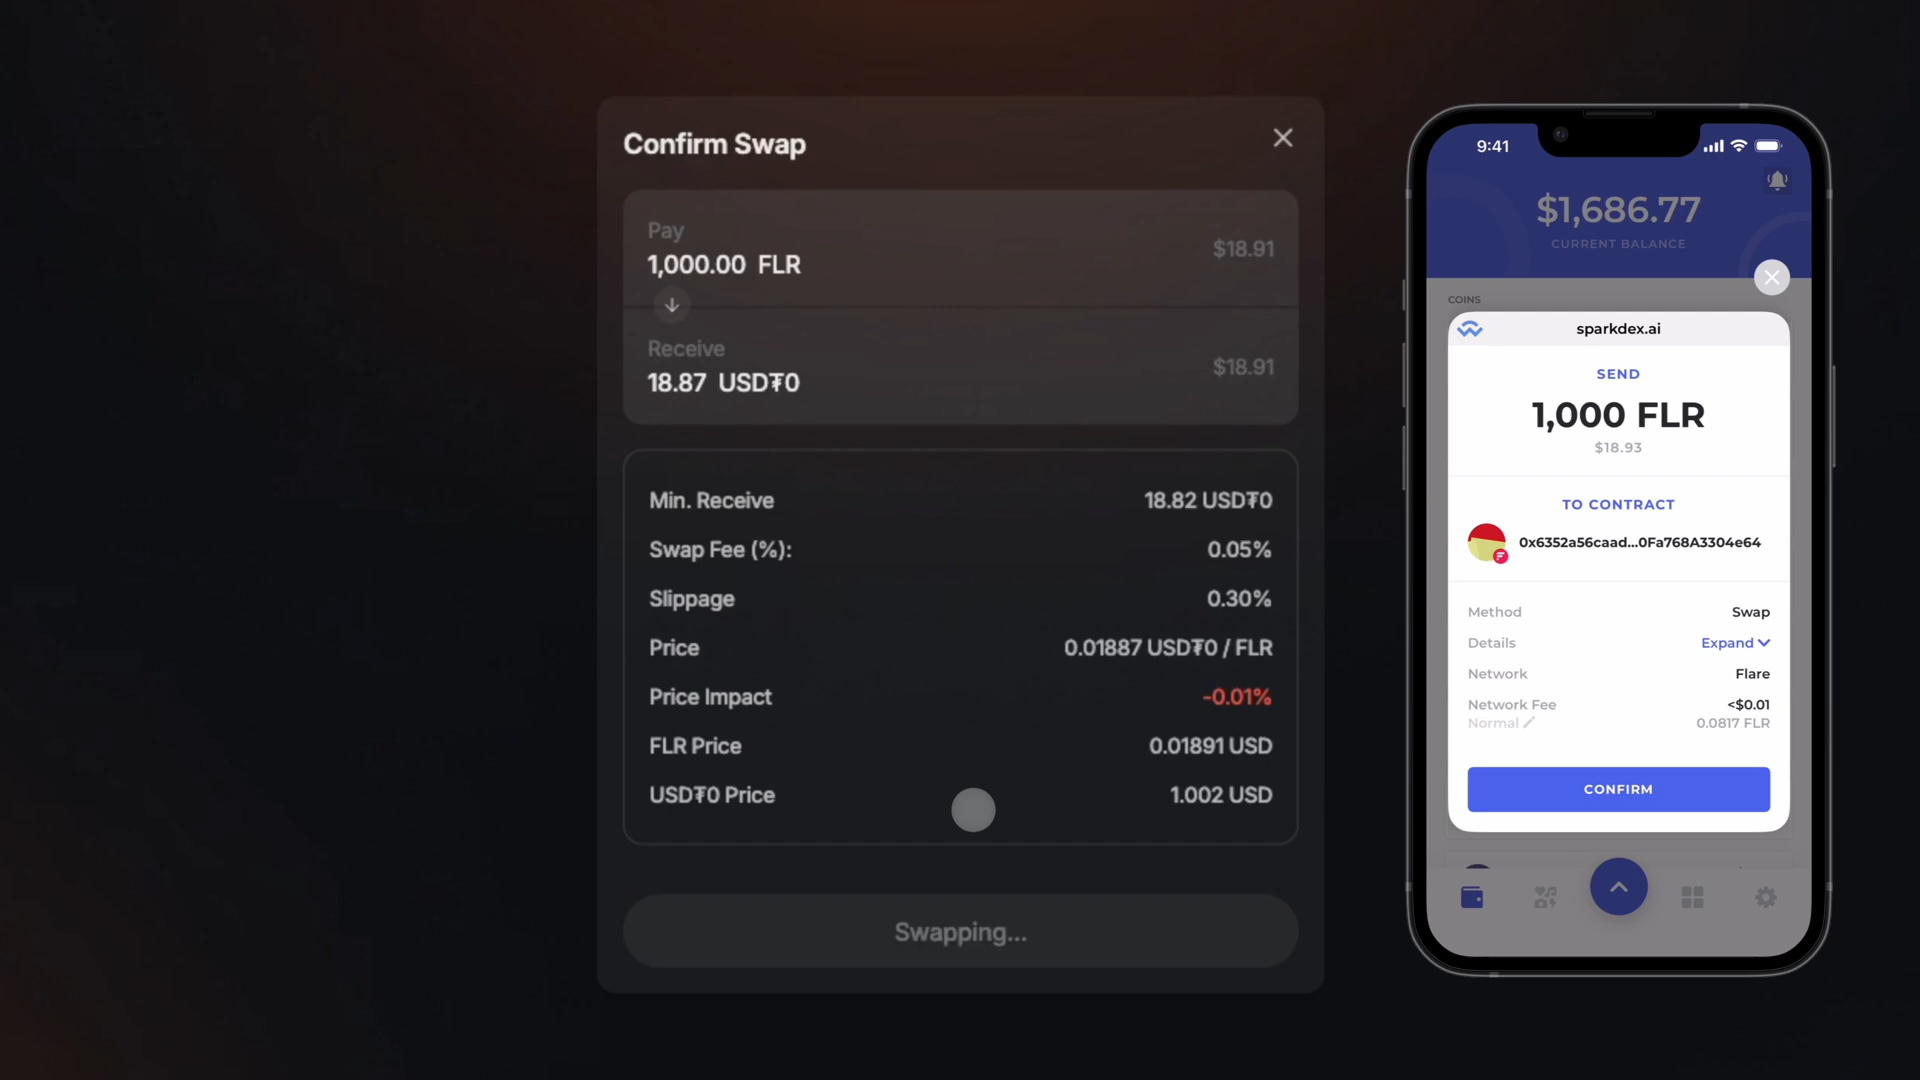 Confirm Swap
Pay
1,000.00 FLR
$18.91
Receive
18.87 USD₮0
$18.91
Min. Receive 18.82 USD₮0
Swap Fee (%): 0.05%
Slippage 0.30%
Price 0.01887 USD₮0 / FLR
Price Impact -0.01%
FLR Price 0.01891 USD
USD₮0 Price 1.002 USD
Swapping...
9:41
$1,686.77
CURRENT BALANCE
COINS
sparkdex.ai
SEND
1,000 FLR
$18.93
TO CONTRACT
0x6352a56caad...0Fa768A3304e64
Method Swap
Details Expand
Network Flare
Network Fee <$0.01
Normal 0.0817 FLR
CONFIRM